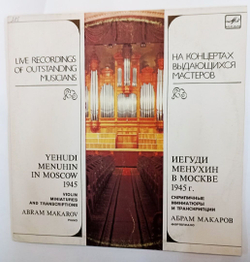 LIVE RECORDINGS
OF OUTSTANDING
MUSICIANS
НА КОНЦЕРТАХ
ВЫДАЮЩИХСЯ
МАСТЕРОВ
YEHUDI
MENUHIN
IN MOSCOW
1945
VIOLIN
MINIATURES
AND TRANSCRIPTIONS
ABRAM MAKAROV
PIANO
ИЕГУДИ
МЕНУХИН
В МОСКВЕ
1945 г.
СКРИПИЧНЫЕ
МИНИАТЮРЫ
И ТРАНСКРИПЦИИ
АБРАМ МАКАРОВ
ФОРТЕПИАНО